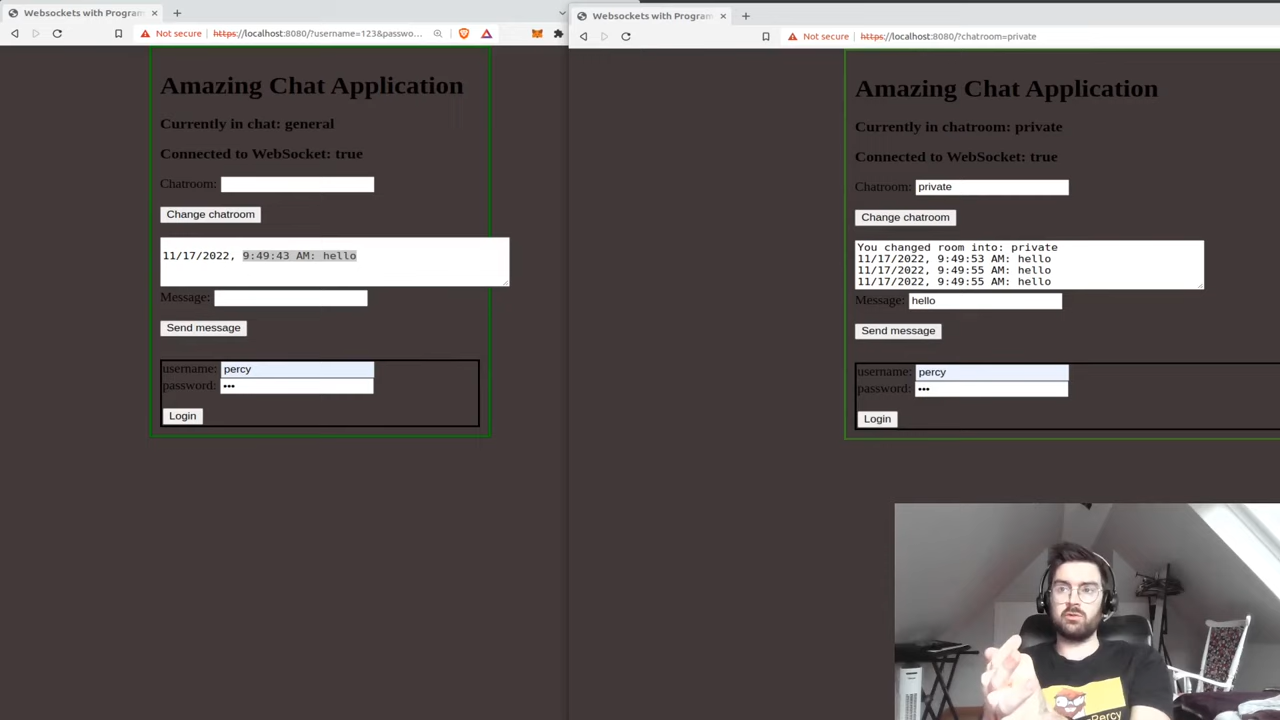 Websockets with Program
Not secure https://localhost:8080/?username=123&passwo...
Amazing Chat Application
Currently in chat: general
Connected to WebSocket: true
Chatroom:
Change chatroom
11/17/2022, 9:49:43 AM: hello
Message:
Send message
username: percy
password: •••
Login
Websockets with Program
Not secure https://localhost:8080/?chatroom=private
Amazing Chat Application
Currently in chatroom: private
Connected to WebSocket: true
Chatroom: private
Change chatroom
You changed room into: private
11/17/2022, 9:49:53 AM: hello
11/17/2022, 9:49:55 AM: hello
11/17/2022, 9:49:55 AM: hello
Message: hello
Send message
username: percy
password: •••
Login